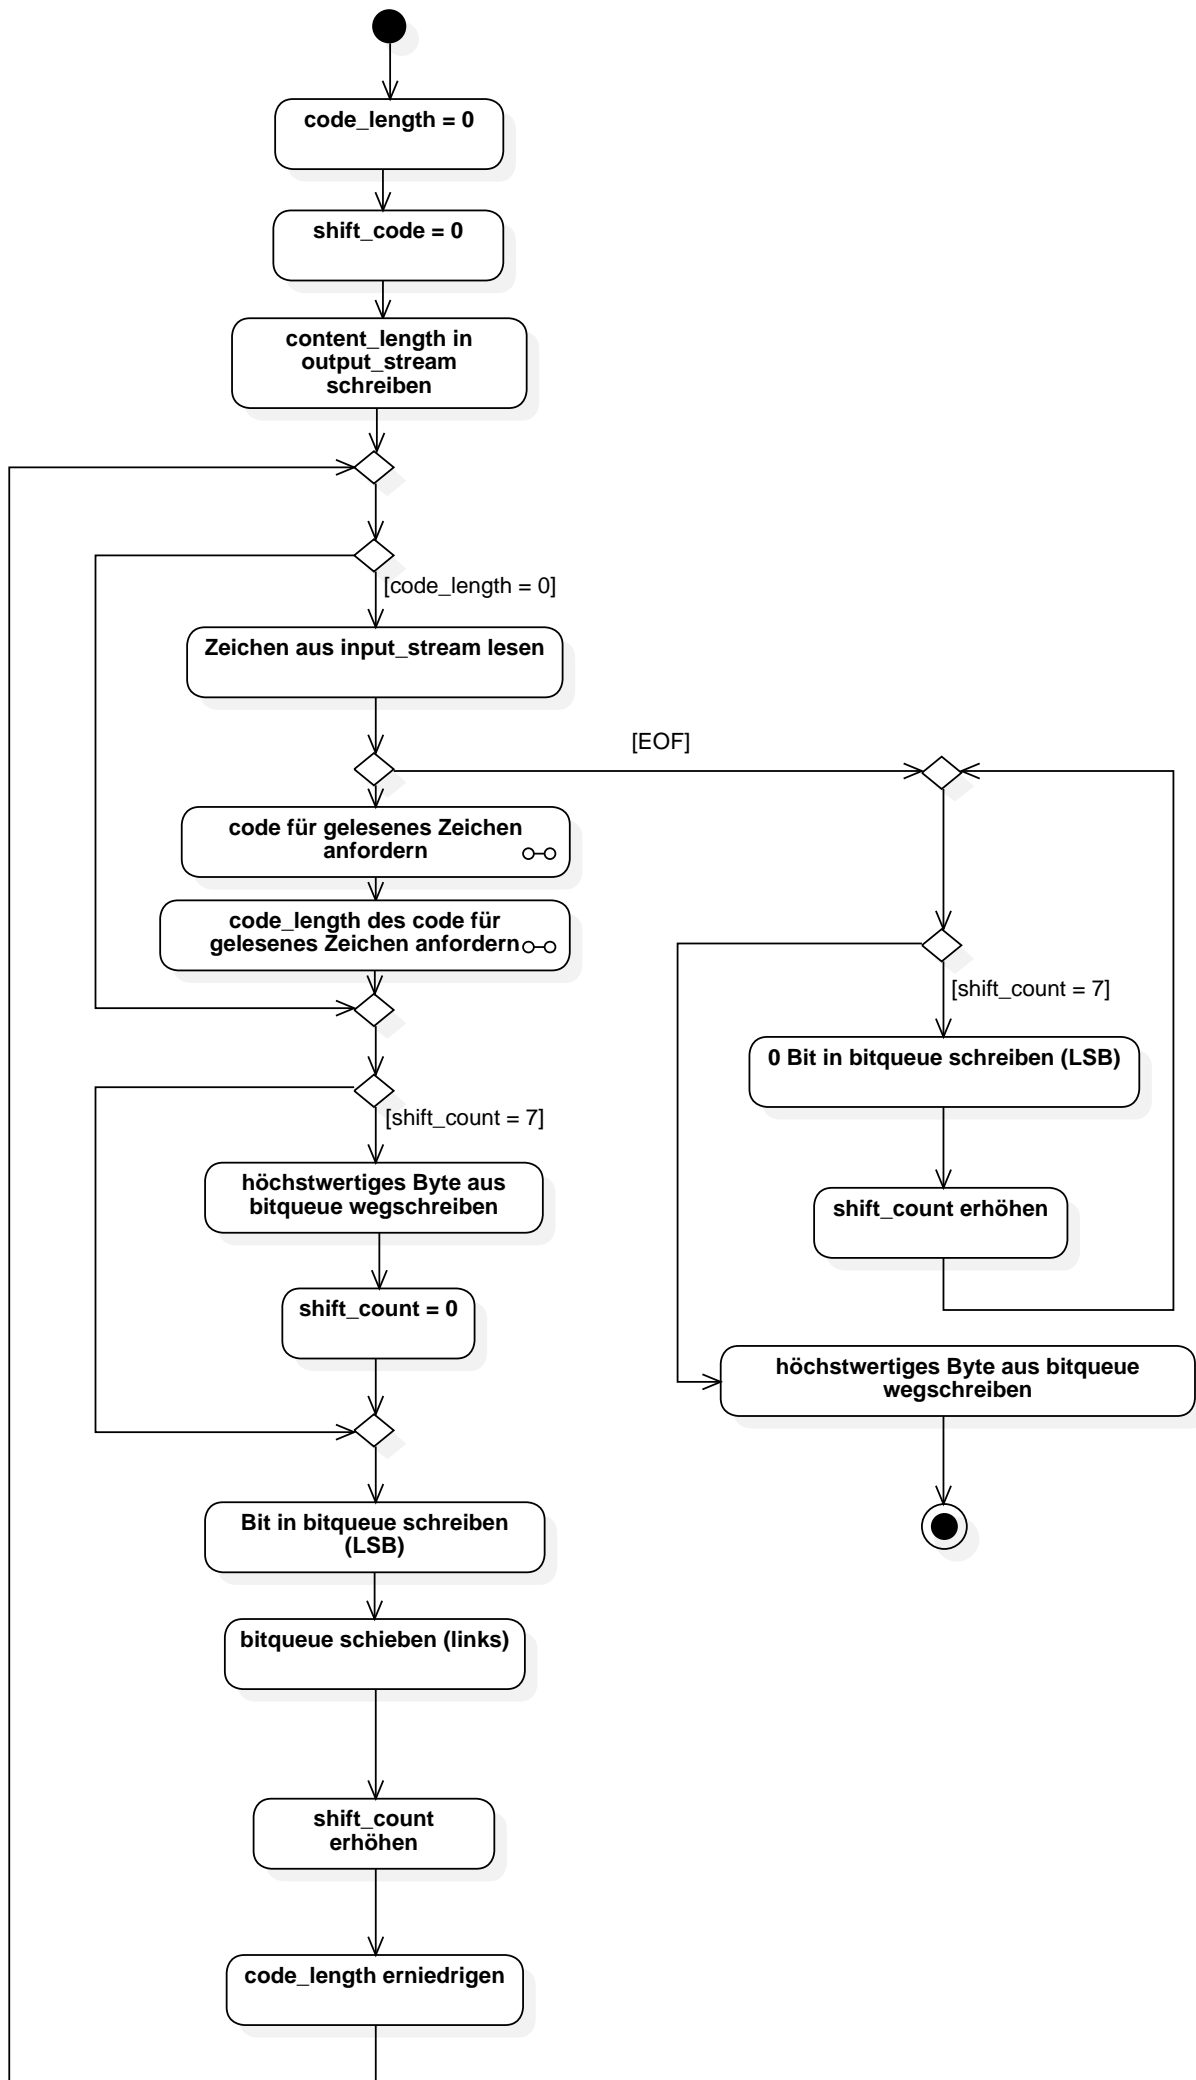 code_length = 0
shift_code = 0
content_length in
output_stream
schreiben
[code_length = 0]
Zeichen aus input_stream lesen
[EOF]
code für gelesenes Zeichen
anfordern
code_length des code für
gelesenes Zeichen anfordern
[shift_count = 7]
höchstwertiges Byte aus
bitqueue wegschreiben
shift_count = 0
Bit in bitqueue schreiben
(LSB)
bitqueue schieben (links)
shift_count
erhöhen
code_length erniedrigen
[shift_count = 7]
0 Bit in bitqueue schreiben (LSB)
shift_count erhöhen
höchstwertiges Byte aus bitqueue
wegschreiben